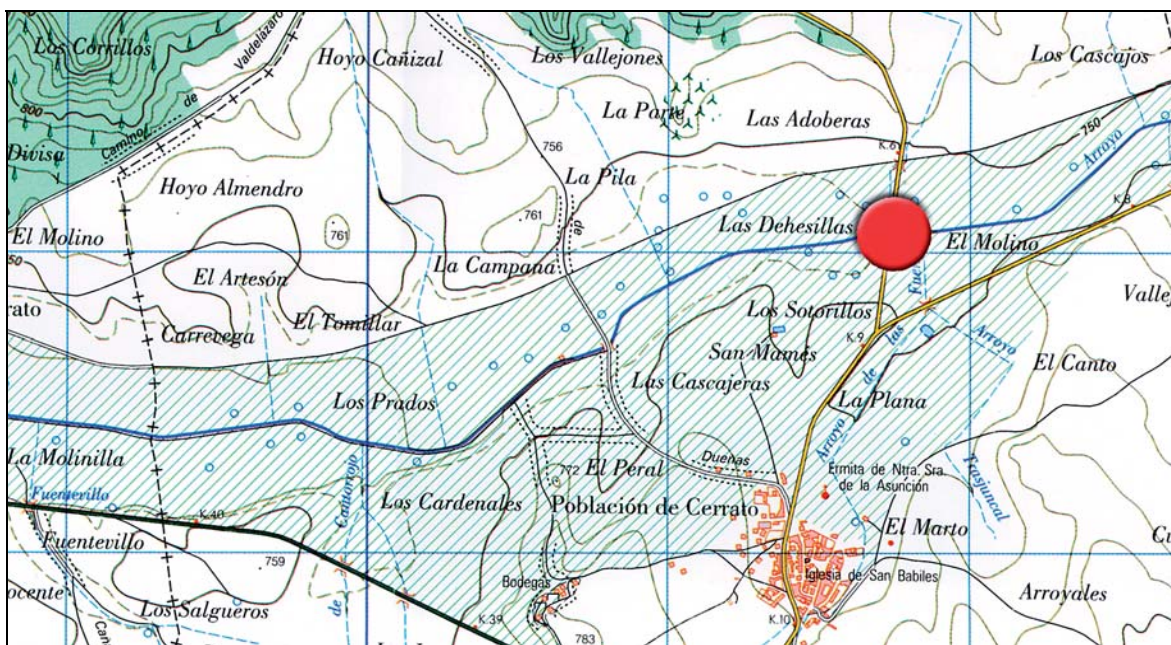 Los Corrillos
Camino de Valdelázaro
Hoyo Cañizal
Los Vallejones
Los Cascajos
800
La Parte
Las Adoberas
750
Divisa
756
K.6
Arroyo
Hoyo Almendro
La Pila
de
K.8
761
761
Las Dehesillas
El Molino
El Molino
50
La Campana
El Artesón
Valle
rato
El Tomillar
Los Sotorillos
Carrevega
Arroyo
K.9
San Mamés
El Canto
Las Cascajeras
Los Prados
La Plana
Arroyo de las
La Molinilla
Dueñas
772
El Peral
Ermita de Ntra. Sra.
de la Asunción
Trasjuncal
Fuentevillo
Los Cardenales
Población de Cerrato
El Marto
K.40
Cantorrojo
Fuentevillo
759
Bodegas
Iglesia de San Babiles
ocente
Los Salgueros
de
Arroyales
K.39
K.10
783